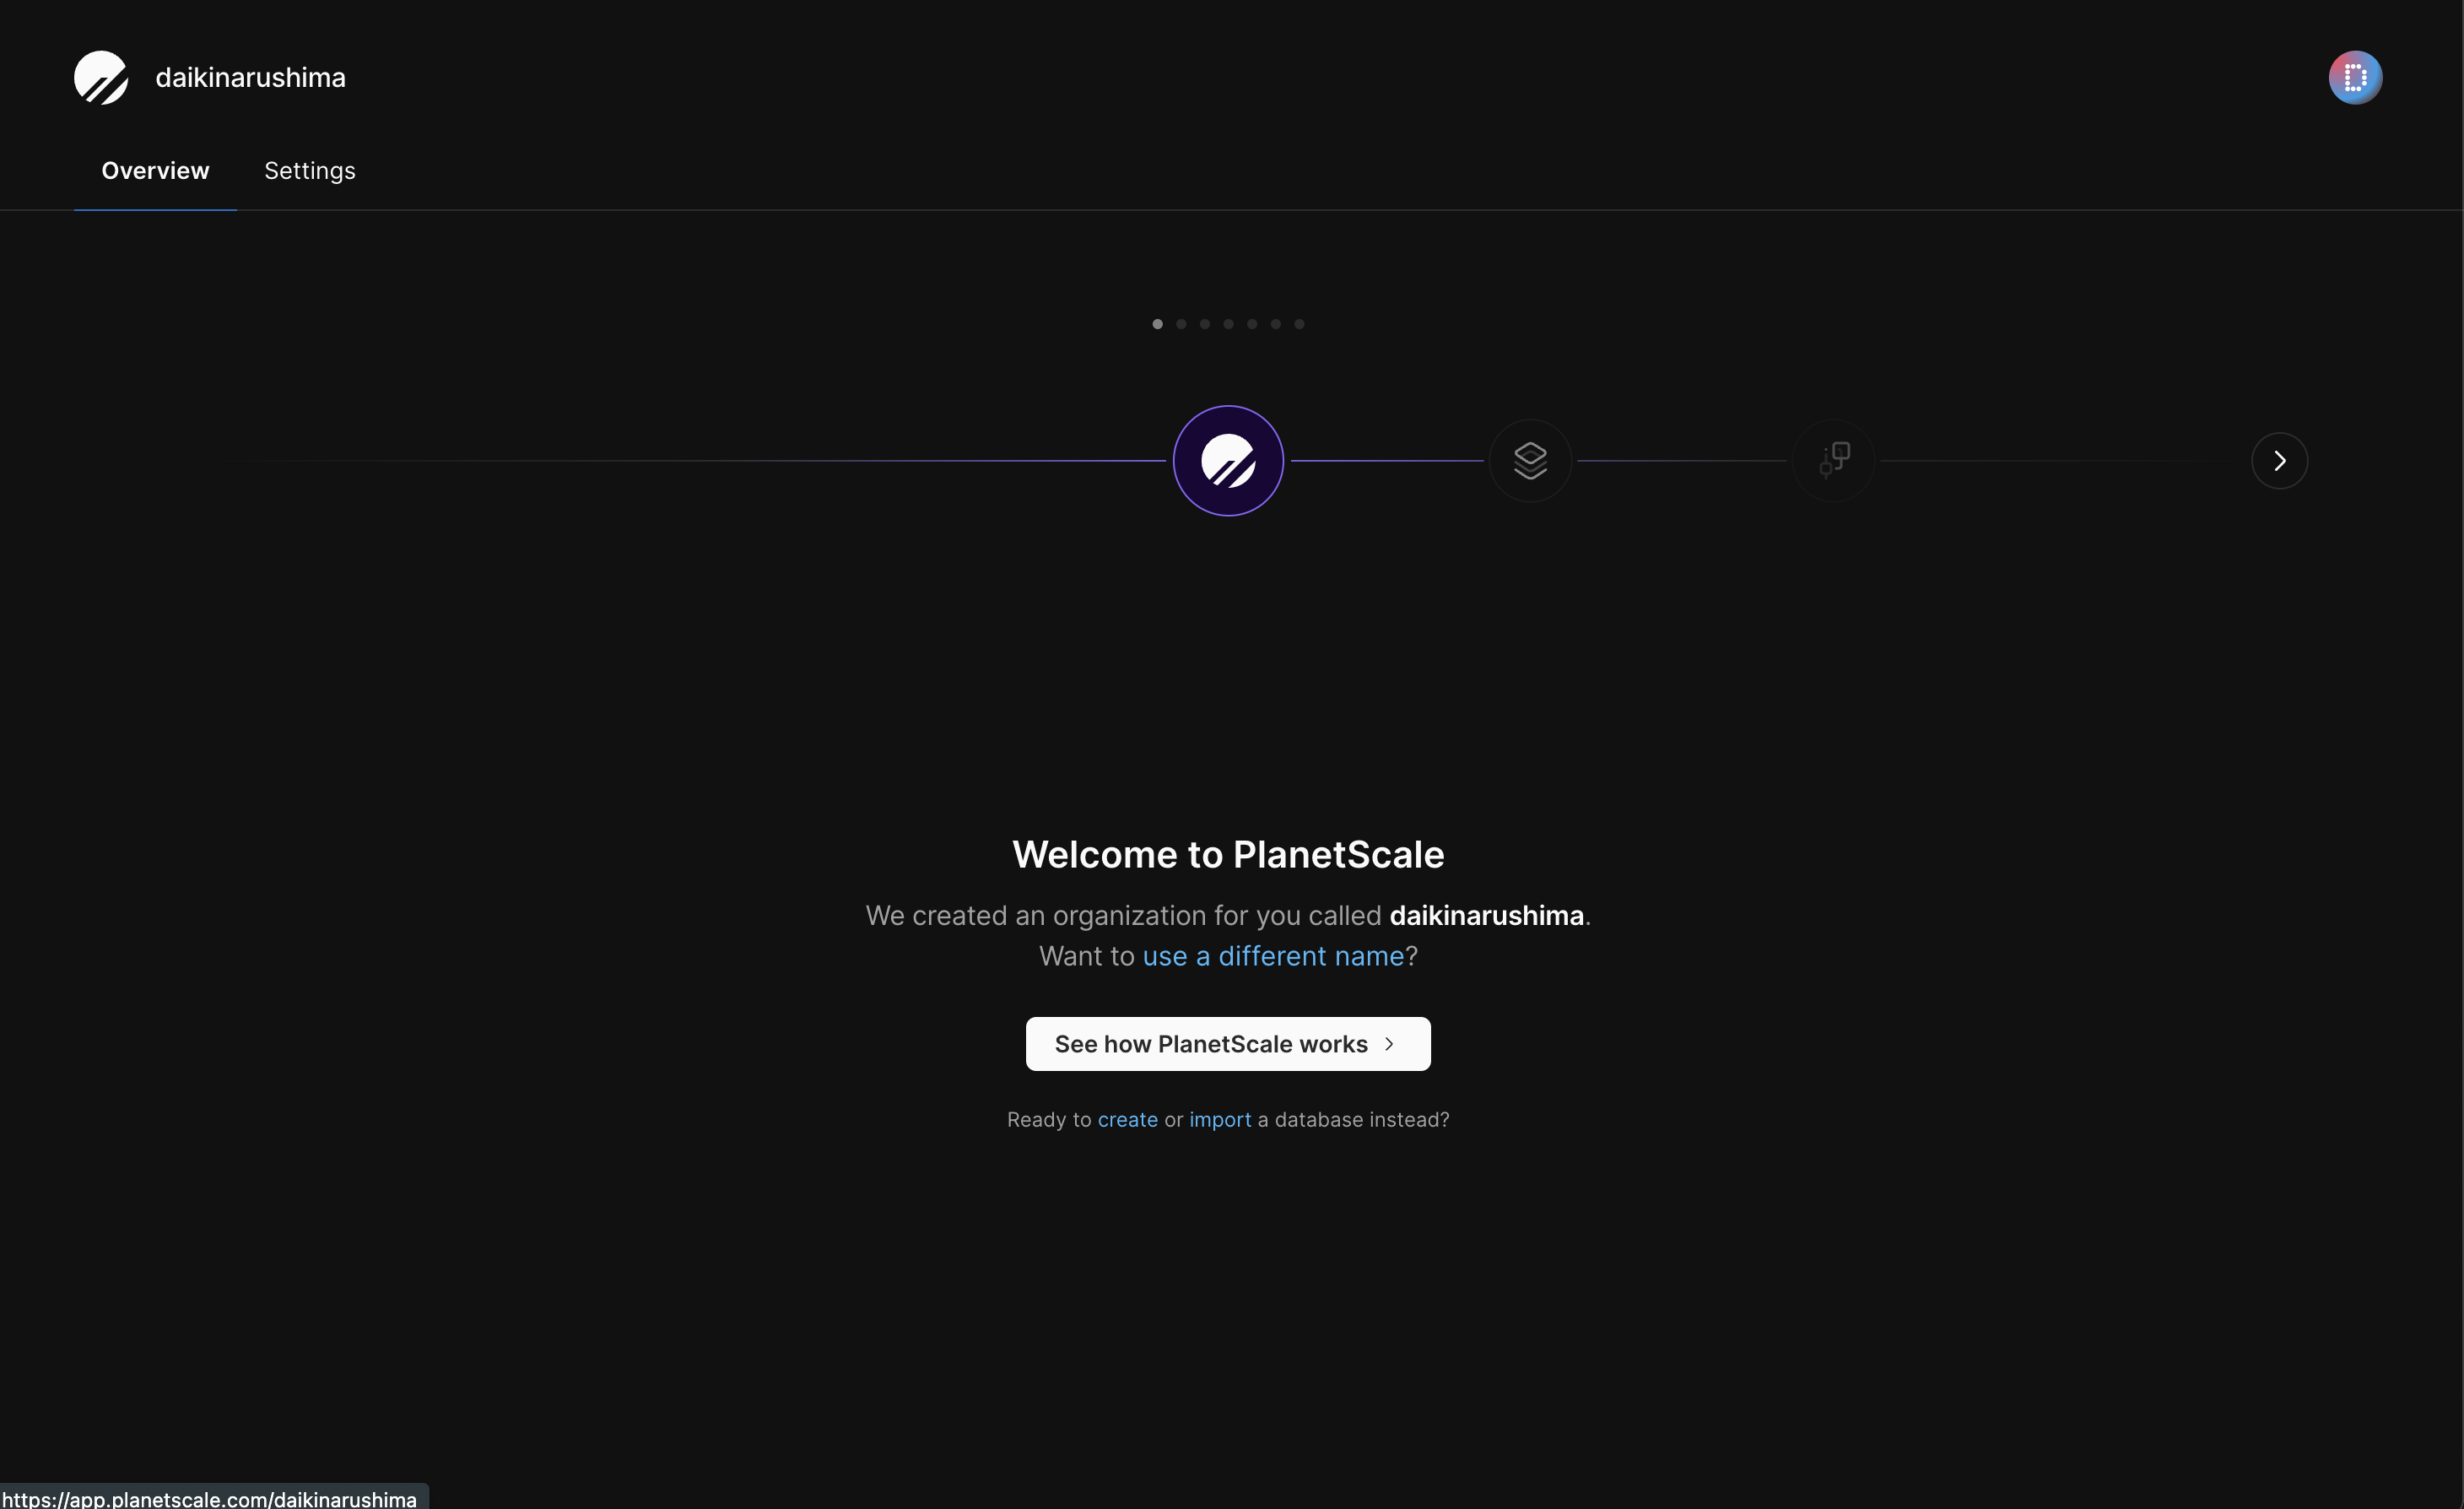 daikinarushima
D
Overview
Settings
Welcome to PlanetScale
We created an organization for you called daikinarushima.
Want to use a different name?
See how PlanetScale works
Ready to create or import a database instead?
https://app.planetscale.com/daikinarushima